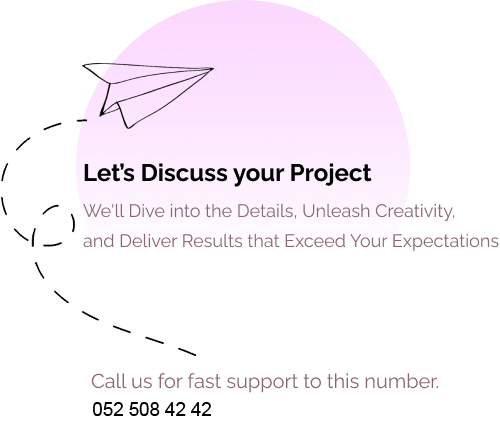 Let’s Discuss your Project
We'll Dive into the Details, Unleash Creativity,
and Deliver Results that Exceed Your Expectations
Call us for fast support to this number.
052 508 42 42